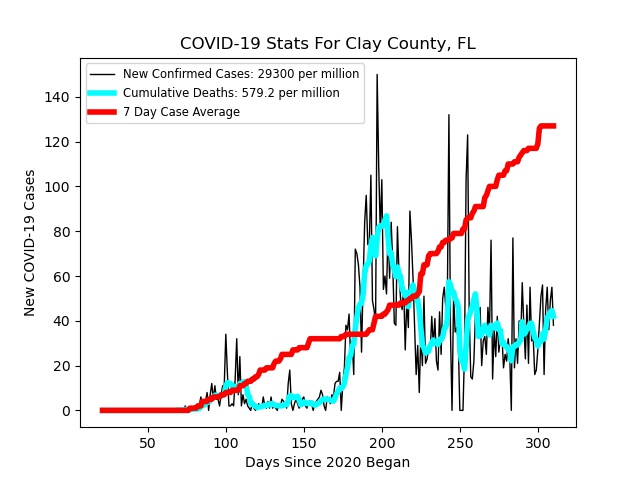 COVID-19 Stats For Clay County, FL
New Confirmed Cases: 29300 per million
Cumulative Deaths: 579.2 per million
7 Day Case Average
140
120
100
80
60
40
20
0
New COVID-19 Cases
50 100 150 200 250 300
Days Since 2020 Began